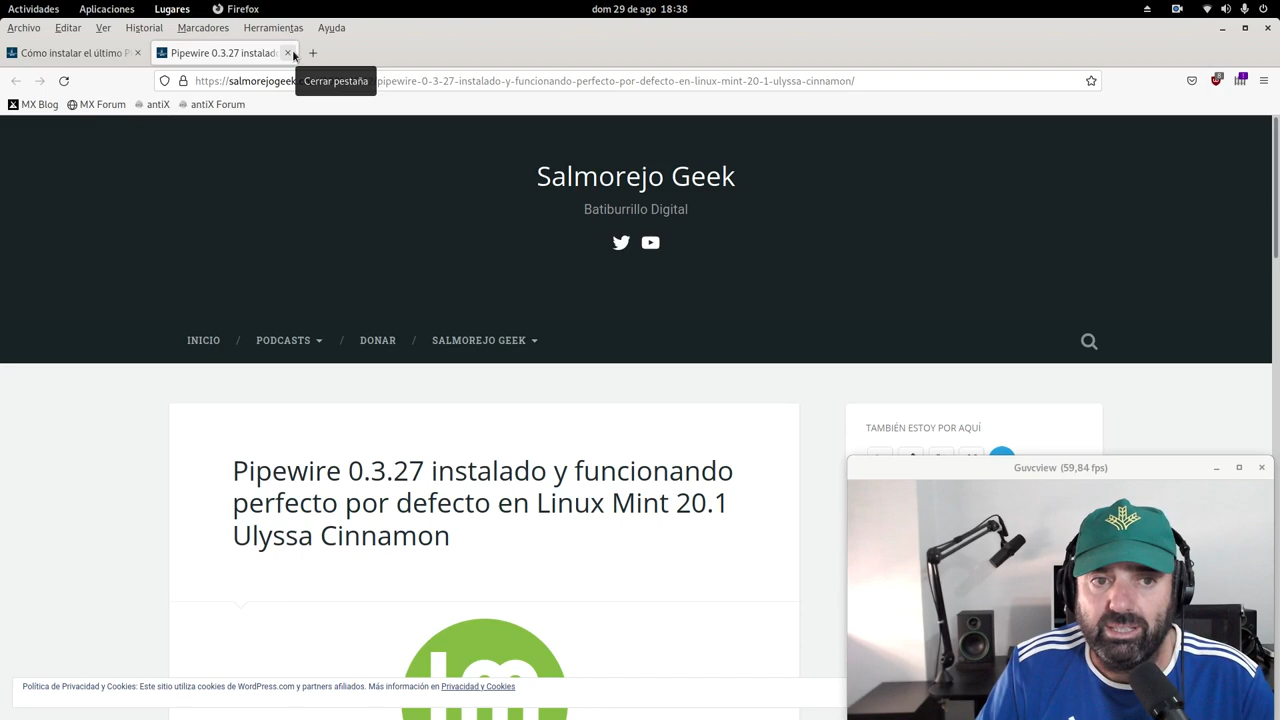 Actividades Aplicaciones Lugares Firefox dom 29 de ago 18:38
Archivo Editar Ver Historial Marcadores Herramientas Ayuda
Cómo instalar el último Pipewire 0.3.27 instalado
https://salmorejogeek pipewire-0-3-27-instalado-y-funcionando-perfecto-por-defecto-en-linux-mint-20-1-ulyssa-cinnamon/
Cerrar pestaña
MX Blog MX Forum antiX antiX Forum
Salmorejo Geek
Batiburrillo Digital
INICIO / PODCASTS / DONAR / SALMOREJO GEEK
TAMBIÉN ESTOY POR AQUÍ
Pipewire 0.3.27 instalado y funcionando
perfecto por defecto en Linux Mint 20.1
Ulyssa Cinnamon
Guvcview (59,84 fps)
lm
Política de Privacidad y Cookies: Este sitio utiliza cookies de WordPress.com y partners afiliados. Más información en Privacidad y Cookies